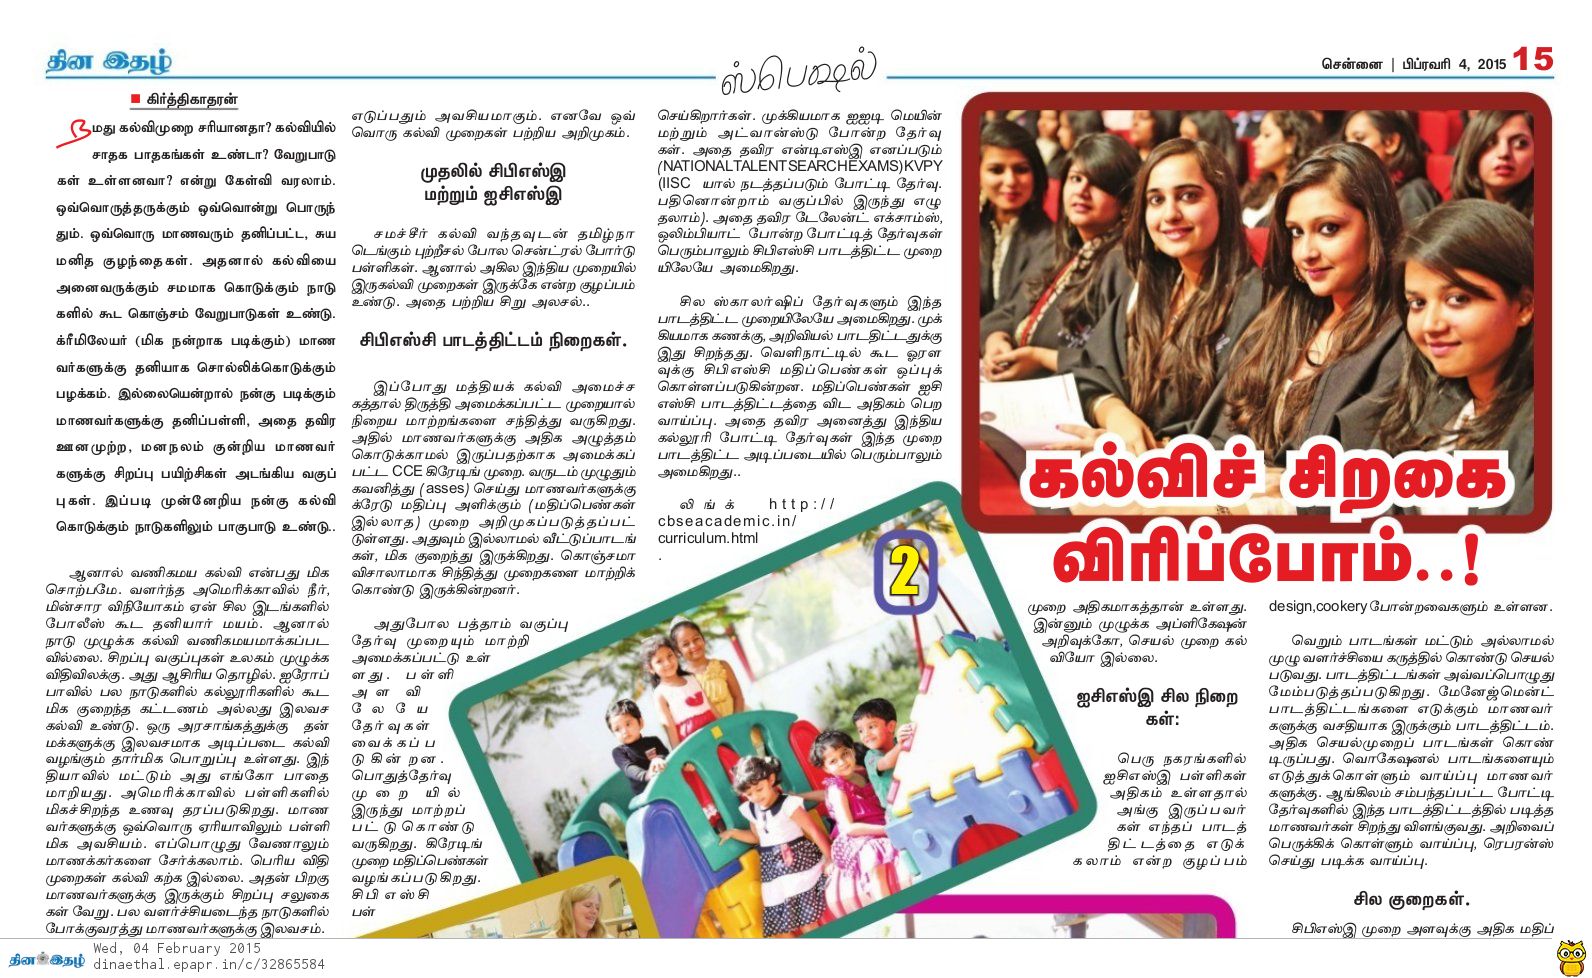 தின இதழ்
ஸ்பெஷல்
சென்னை | பிப்ரவரி 4, 2015 15
கிர்த்திகாதரன்
நமது கல்விமுறை சரியானதா? கல்வியில்
சாதக பாதகங்கள் உண்டா? வேறுபாடு
கள் உள்ளனவா? என்று கேள்வி வரலாம்.
ஒவ்வொருத்தருக்கும் ஒவ்வொன்று பொருந்
தும். ஒவ்வொரு மாணவரும் தனிப்பட்ட, சுய
மனித குழந்தைகள். அதனால் கல்வியை
அனைவருக்கும் சமமாக கொடுக்கும் நாடு
களில் கூட கொஞ்சம் வேறுபாடுகள் உண்டு.
க்ரீமிலேயர் (மிக நன்றாக படிக்கும்) மாண
வர்களுக்கு தனியாக சொல்லிக்கொடுக்கும்
பழக்கம். இல்லையென்றால் நன்கு படிக்கும்
மாணவர்களுக்கு தனிப்பள்ளி, அதை தவிர
ஊனமுற்ற, மனநலம் குன்றிய மாணவர்
களுக்கு சிறப்பு பயிற்சிகள் அடங்கிய வகுப்
புகள். இப்படி முன்னேறிய நன்கு கல்வி
கொடுக்கும் நாடுகளிலும் பாகுபாடு உண்டு..
ஆனால் வணிகமய கல்வி என்பது மிக
சொற்பமே. வளர்ந்த அமெரிக்காவில் நீர்,
மின்சார விநியோகம் ஏன் சில இடங்களில்
போலீஸ் கூட தனியார் மயம். ஆனால்
நாடு முழுக்க கல்வி வணிகமயமாக்கப்பட
வில்லை. சிறப்பு வகுப்புகள் உலகம் முழுக்க
விதிவிலக்கு. அது ஆசிரிய தொழில். ஐரோப்
பாவில் பல நாடுகளில் கல்லூரிகளில் கூட
மிக குறைந்த கட்டணம் அல்லது இலவச
கல்வி உண்டு. ஒரு அரசாங்கத்துக்கு தன்
மக்களுக்கு இலவசமாக அடிப்படை கல்வி
வழங்கும் தார்மிக பொறுப்பு உள்ளது. இந்
தியாவில் மட்டும் அது எங்கோ பாதை
மாறியது. அமெரிக்காவில் பள்ளிகளில்
மிகச்சிறந்த உணவு தரப்படுகிறது. மாண
வர்களுக்கு ஒவ்வொரு ஏரியாவிலும் பள்ளி
மிக அவசியம். எப்பொழுது வேணாலும்
மாணக்கர்களை சேர்க்கலாம். பெரிய விதி
முறைகள் கல்வி கற்க இல்லை. அதன் பிறகு
மாணவர்களுக்கு இருக்கும் சிறப்பு சலுகை
கள் வேறு. பல வளர்ச்சியடைந்த நாடுகளில்
போக்குவரத்து மாணவர்களுக்கு இலவசம்.
எடுப்பதும் அவசியமாகும். எனவே ஒவ்
வொரு கல்வி முறைகள் பற்றிய அறிமுகம்.
முதலில் சிபிஎஸ்இ
மற்றும் ஐசிஎஸ்இ
சமச்சீர் கல்வி வந்தவுடன் தமிழ்நா
டெங்கும் புற்றீசல் போல சென்ட்ரல் போர்டு
பள்ளிகள். ஆனால் அகில இந்திய முறையில்
இருகல்வி முறைகள் இருக்கே என்ற குழப்பம்
உண்டு. அதை பற்றிய சிறு அலசல்..
சிபிஎஸ்சி பாடத்திட்டம் நிறைகள்.
இப்போது மத்தியக் கல்வி அமைச்ச
கத்தால் திருத்தி அமைக்கப்பட்ட முறையால்
நிறைய மாற்றங்களை சந்தித்து வருகிறது.
அதில் மாணவர்களுக்கு அதிக அழுத்தம்
கொடுக்காமல் இருப்பதற்காக அமைக்கப்
பட்ட CCE கிரேடிங் முறை. வருடம் முழுதும்
கவனித்து (asses) செய்து மாணவர்களுக்கு
க்ரேடு மதிப்பு அளிக்கும் (மதிப்பெண்கள்
இல்லாத) முறை அறிமுகப்படுத்தப்பட்
டுள்ளது. அதுவும் இல்லாமல் வீட்டுப்பாடங்
கள், மிக குறைந்து இருக்கிறது. கொஞ்சமா
விசாலாமாக சிந்தித்து முறைகளை மாற்றிக்
கொண்டு இருக்கின்றனர்.
அதுபோல பத்தாம் வகுப்பு
தேர்வு முறையும் மாற்றி
அமைக்கப்பட்டு உள்
ளது. பள்ளி
அளவி
லேயே
தேர்வுகள்
வைக்கப்ப
டுகின்றன.
பொதுத்தேர்வு
முறையில்
இருந்து மாற்றப்
பட்டுகொண்டு
வருகிறது. கிரேடிங்
முறை மதிப்பெண்கள்
வழங்கப்படுகிறது.
சிபிஎஸ்சி
பள்
செய்கிறார்கள். முக்கியமாக ஐஐடி மெயின்
மற்றும் அட்வான்ஸ்டு போன்ற தேர்வு
கள். அதை தவிர என்டிஎஸ்இ எனப்படும்
(NATIONAL TALENT SEARCH EXAMS) KVPY
(IISC யால் நடத்தப்படும் போட்டி தேர்வு.
பதினொன்றாம் வகுப்பில் இருந்து எழு
தலாம்). அதை தவிர டேலேன்ட் எக்சாம்ஸ்,
ஒலிம்பியாட் போன்ற போட்டித் தேர்வுகள்
பெரும்பாலும் சிபிஎஸ்சி பாடத்திட்ட முறை
யிலேயே அமைகிறது.
சில ஸ்காலர்ஷிப் தேர்வுகளும் இந்த
பாடத்திட்ட முறையிலேயே அமைகிறது. முக்
கியமாக கணக்கு, அறிவியல் பாடதிட்டதுக்கு
இது சிறந்தது. வெளிநாட்டில் கூட ஓரள
வுக்கு சிபிஎஸ்சி மதிப்பெண்கள் ஒப்புக்
கொள்ளப்படுகின்றன. மதிப்பெண்கள் ஐசி
எஸ்சி பாடத்திட்டத்தை விட அதிகம் பெற
வாய்ப்பு. அதை தவிர அனைத்து இந்திய
கல்லூரி போட்டி தேர்வுகள் இந்த முறை
பாடத்திட்ட அடிப்படையில் பெரும்பாலும்
அமைகிறது..
லிங்க் http://
cbseacademic.in/
curriculum.html
.
கல்விச் சிறகை
விரிப்போம்..!
2
முறை அதிகமாகத்தான் உள்ளது.
இன்னும் முழுக்க அப்ளிகேஷன்
அறிவுக்கோ, செயல் முறை கல்
வியோ இல்லை.
ஐசிஎஸ்இ சில நிறை
கள்:
பெரு நகரங்களில்
ஐசிஎஸ்இ பள்ளிகள்
அதிகம் உள்ளதால்
அங்கு இருப்பவர்
கள் எந்தப் பாடத்
திட்டத்தை எடுக்
கலாம் என்ற குழப்பம்
design,cookery போன்றவைகளும் உள்ளன.
வெறும் பாடங்கள் மட்டும் அல்லாமல்
முழு வளர்ச்சியை கருத்தில் கொண்டு செயல்
படுவது. பாடத்திட்டங்கள் அவ்வப்பொழுது
மேம்படுத்தப்படுகிறது. மேனேஜ்மென்ட்
பாடத்திட்டங்களை எடுக்கும் மாணவர்
களுக்கு வசதியாக இருக்கும் பாடத்திட்டம்.
அதிக செயல்முறைப் பாடங்கள் கொண்
டிருப்பது. வொகேஷனல் பாடங்களையும்
எடுத்துக்கொள்ளும் வாய்ப்பு மாணவர்
களுக்கு. ஆங்கிலம் சம்பந்தப்பட்ட போட்டி
தேர்வுகளில் இந்த பாடத்திட்டத்தில் படித்த
மாணவர்கள் சிறந்து விளங்குவது. அறிவைப்
பெருக்கிக் கொள்ளும் வாய்ப்பு, ரெபரன்ஸ்
செய்து படிக்க வாய்ப்பு.
சில குறைகள்.
சிபிஎஸ்இ முறை அளவுக்கு அதிக மதிப்
தின இதழ்
Wed, 04 February 2015
dinaethal.epapr.in/c/32865584